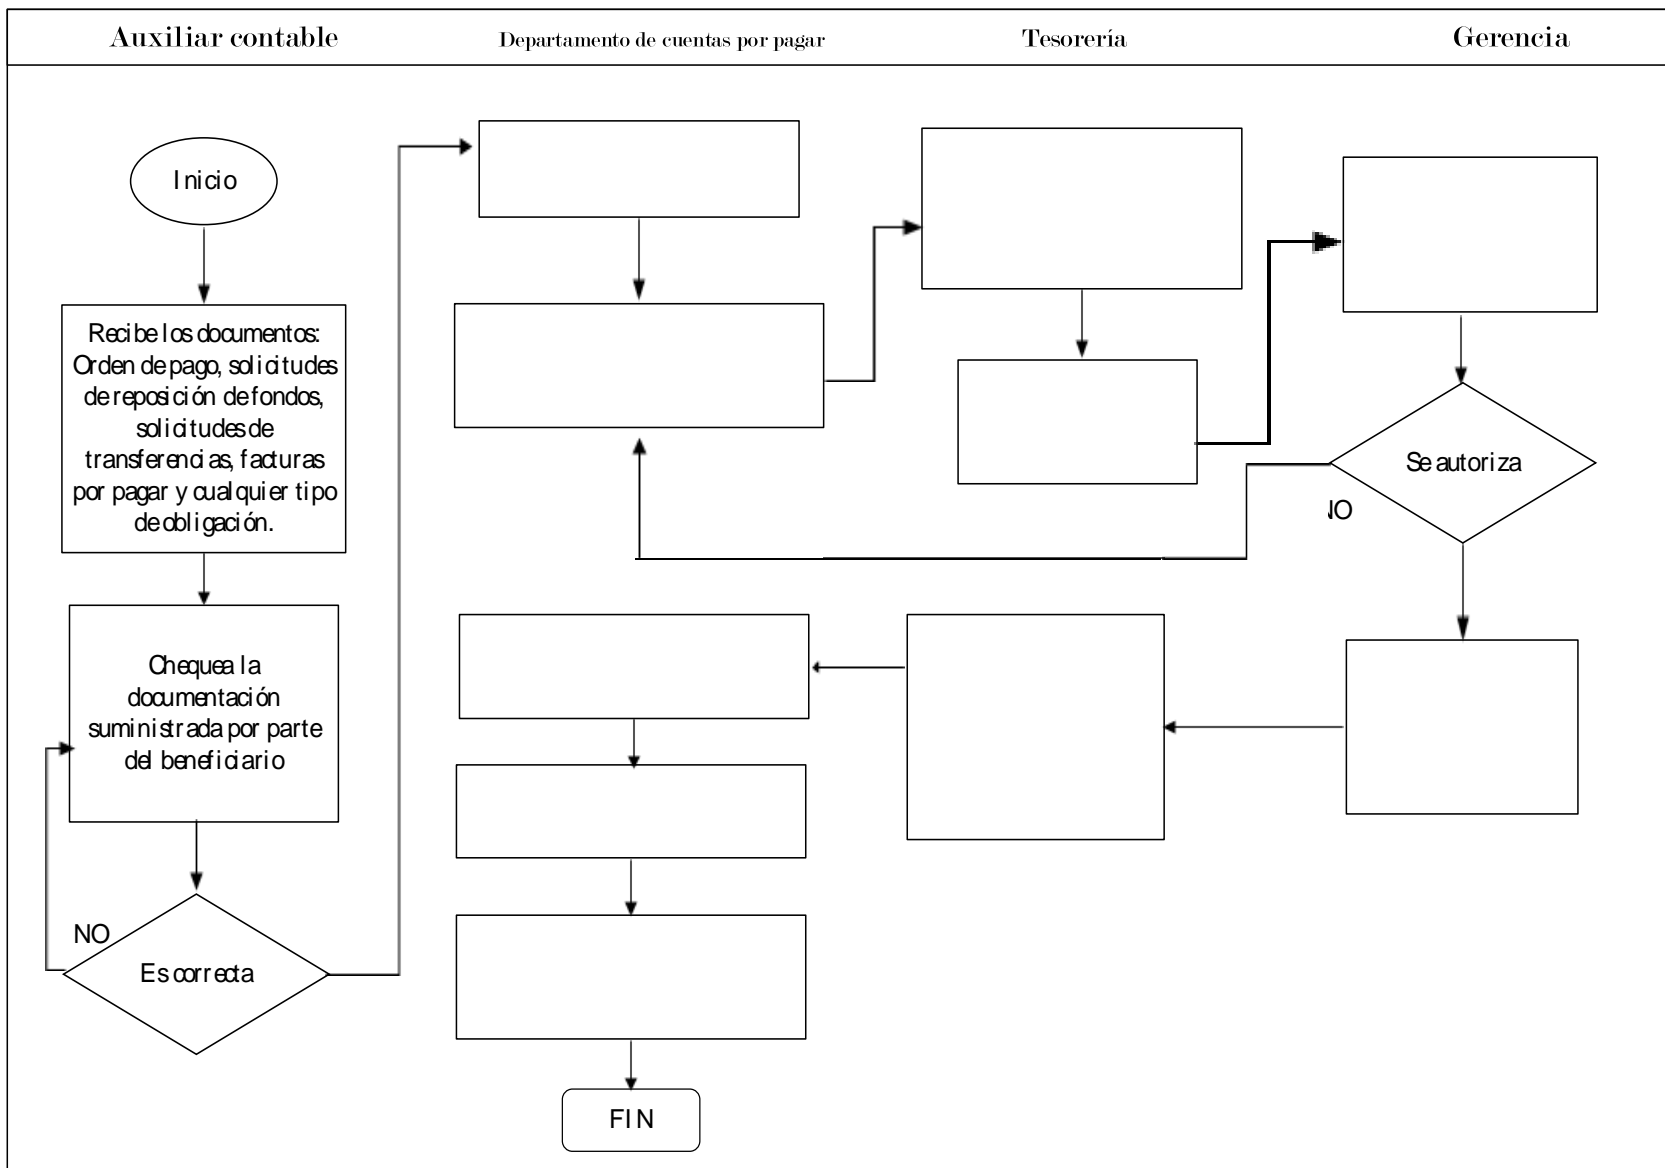 Auxiliar contable
Departamento de cuentas por pagar
Tesorería
Gerencia
Inicio
Recibe los documentos:
Orden de pago, solicitudes
de reposición de fondos,
solicitudes de
transferencias, facturas
por pagar y cualquier tipo
de obligación.
Chequea la
documentación
suministrada por parte
del beneficiario
NO
Es correcta
Se autoriza
NO
FIN